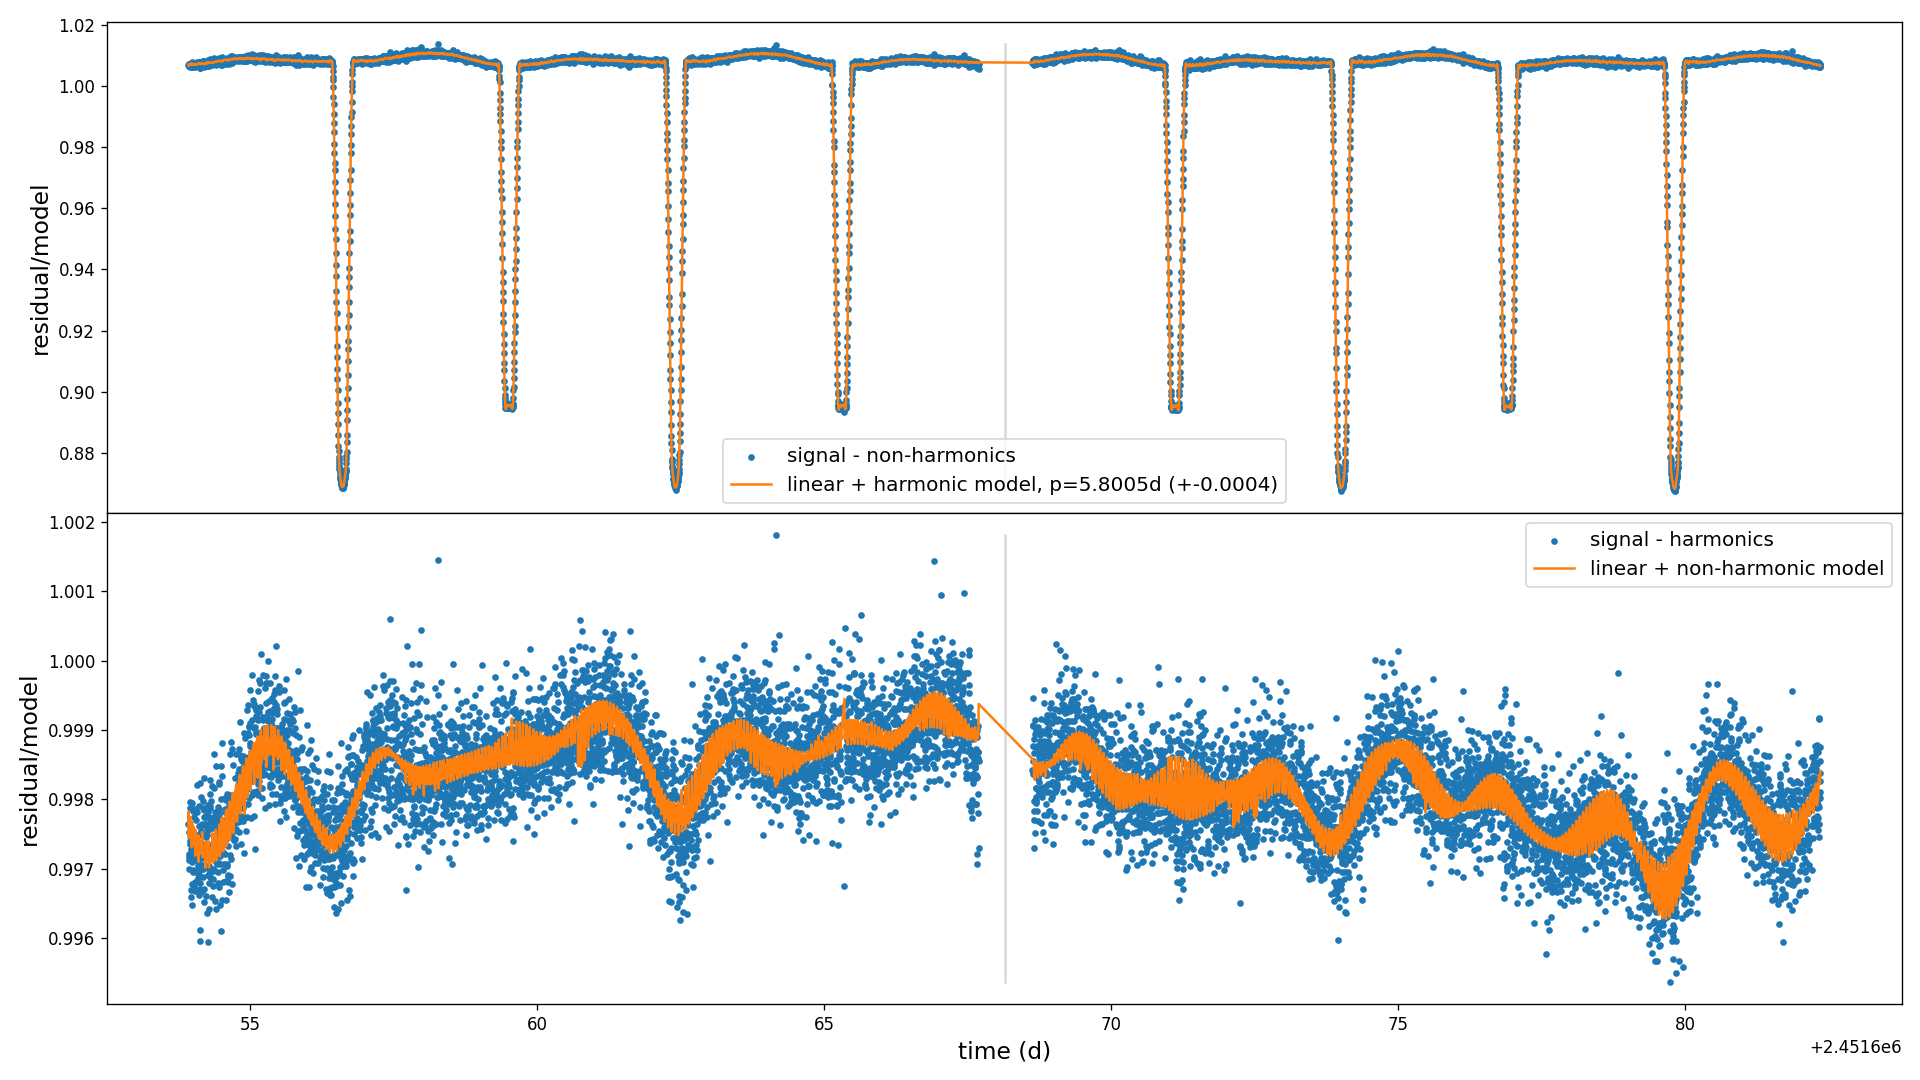 1.02
1.00
0.98
0.96
0.94
0.92
0.90
0.88
residual/model
signal - non-harmonics
linear + harmonic model, p=5.8005d (+-0.0004)
1.002
1.001
1.000
0.999
0.998
0.997
0.996
residual/model
signal - harmonics
linear + non-harmonic model
55 60 65 70 75 80
time (d)
+2.4516e6